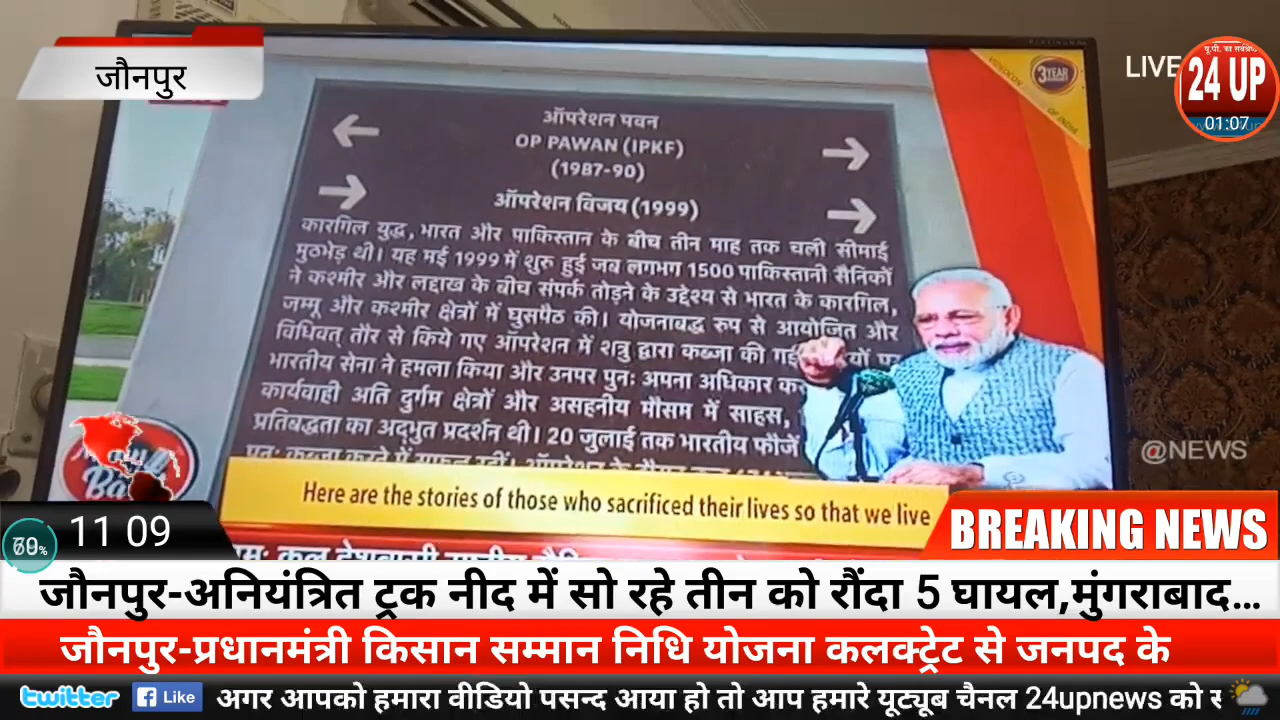 जौनपुर
LIVE
24 UP
01:07
3 YEAR
VIDEOCON
OF INDIA
ऑपरेशन पवन
OP PAWAN (IPKF)
(1987-90)
ऑपरेशन विजय (1999)
कारगिल युद्ध, भारत और पाकिस्तान के बीच तीन माह तक चली सीमाई
मुठभेड़ थी। यह मई 1999 में शुरु हुई जब लगभग 1500 पाकिस्तानी सैनिकों
ने कश्मीर और लद्दाख के बीच संपर्क तोड़ने के उद्देश्य से भारत के कारगिल,
जम्मू और कश्मीर क्षेत्रों में घुसपैठ की। योजनाबद्ध रुप से आयोजित और
विधिवत् तौर से किये गए ऑपरेशन में शत्रु द्वारा कब्जा की गई
भारतीय सेना ने हमला किया और उनपर पुनः अपना अधिकार कर
कार्यवाही अति दुर्गम क्षेत्रों और असहनीय मौसम में साहस,
प्रतिबद्धता का अद्भुत प्रदर्शन थी। 20 जुलाई तक भारतीय फौजें
@NEWS
Here are the stories of those who sacrificed their lives so that we live
11 09
BREAKING NEWS
जौनपुर-अनियंत्रित ट्रक नीद में सो रहे तीन को रौंदा 5 घायल,मुंगराबाद...
जौनपुर-प्रधानमंत्री किसान सम्मान निधि योजना कलक्ट्रेट से जनपद के
twitter
Like
अगर आपको हमारा वीडियो पसन्द आया हो तो आप हमारे यूट्यूब चैनल 24upnews को